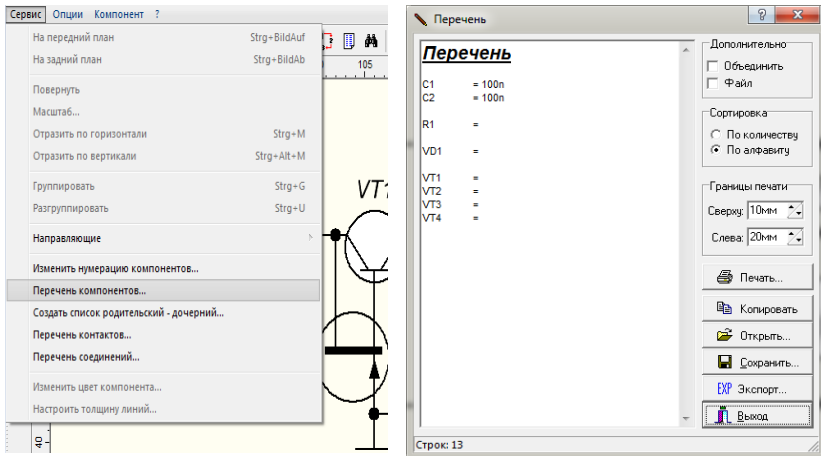 Сервис Опции Компонент ?
На передний план Strg+BildAuf
На задний план Strg+BildAb
Повернуть
Масштаб...
Отразить по горизонтали Strg+M
Отразить по вертикали Strg+Alt+M
Группировать Strg+G
Разгруппировать Strg+U
Направляющие
Изменить нумерацию компонентов...
Перечень компонентов...
Создать список родительский - дочерний...
Перечень контактов...
Перечень соединений...
Изменить цвет компонента...
Настроить толщину линий...
105
VT1
40
Перечень
Перечень
C1 = 100n
C2 = 100n
R1 =
VD1 =
VT1 =
VT2 =
VT3 =
VT4 =
Дополнительно
Объединить
Файл
Сортировка
По количеству
По алфавиту
Границы печати
Сверху: 10мм
Слева: 20мм
Печать...
Копировать
Открыть...
Сохранить...
EXP Экспорт...
Выход
Строк: 13